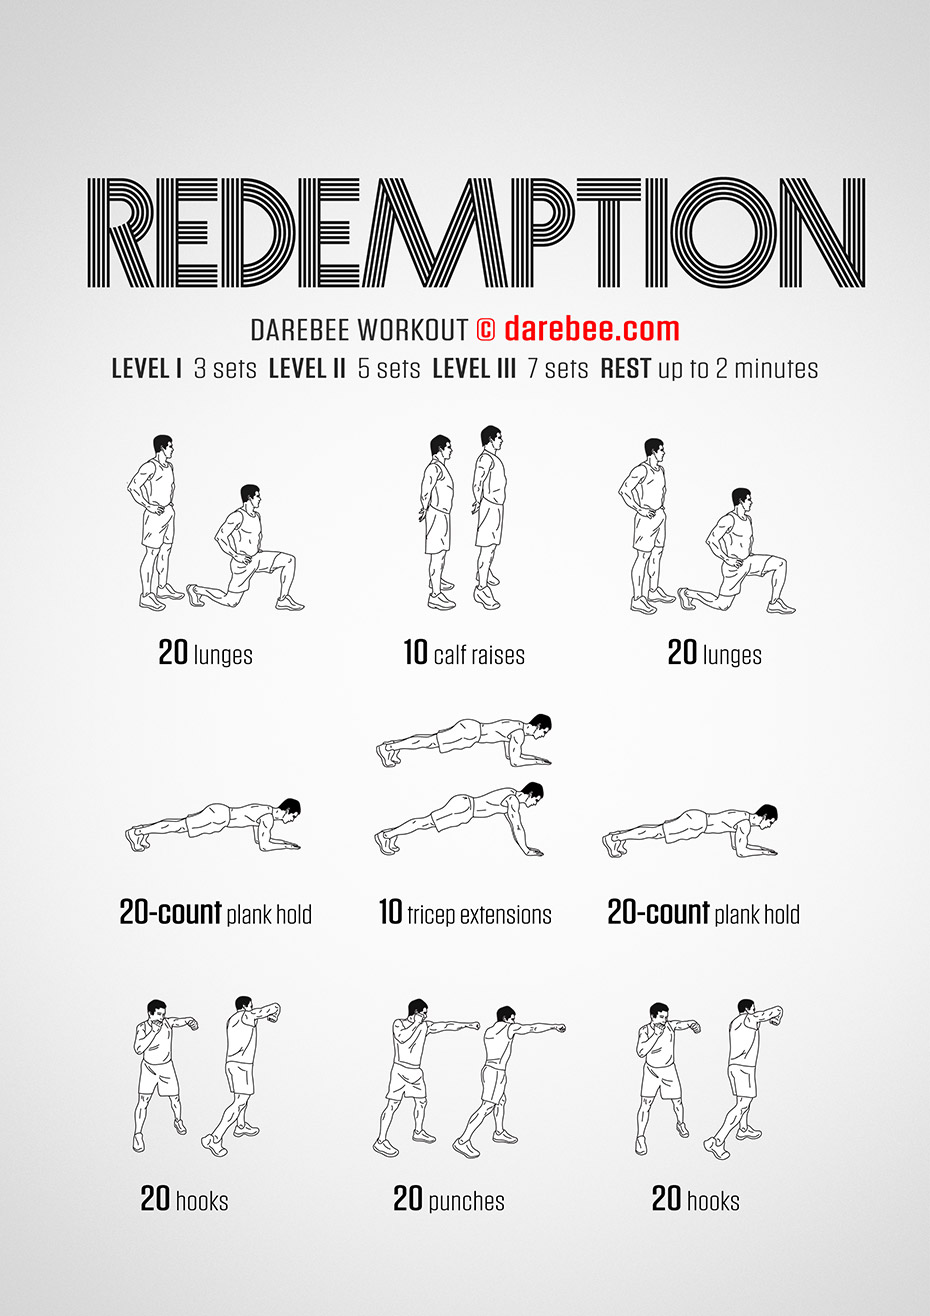 REDEMPTION
DAREBEE WORKOUT © darebee.com
LEVEL I 3 sets LEVEL II 5 sets LEVEL III 7 sets REST up to 2 minutes
20 lunges
10 calf raises
20 lunges
20-count plank hold
10 tricep extensions
20-count plank hold
20 hooks
20 punches
20 hooks